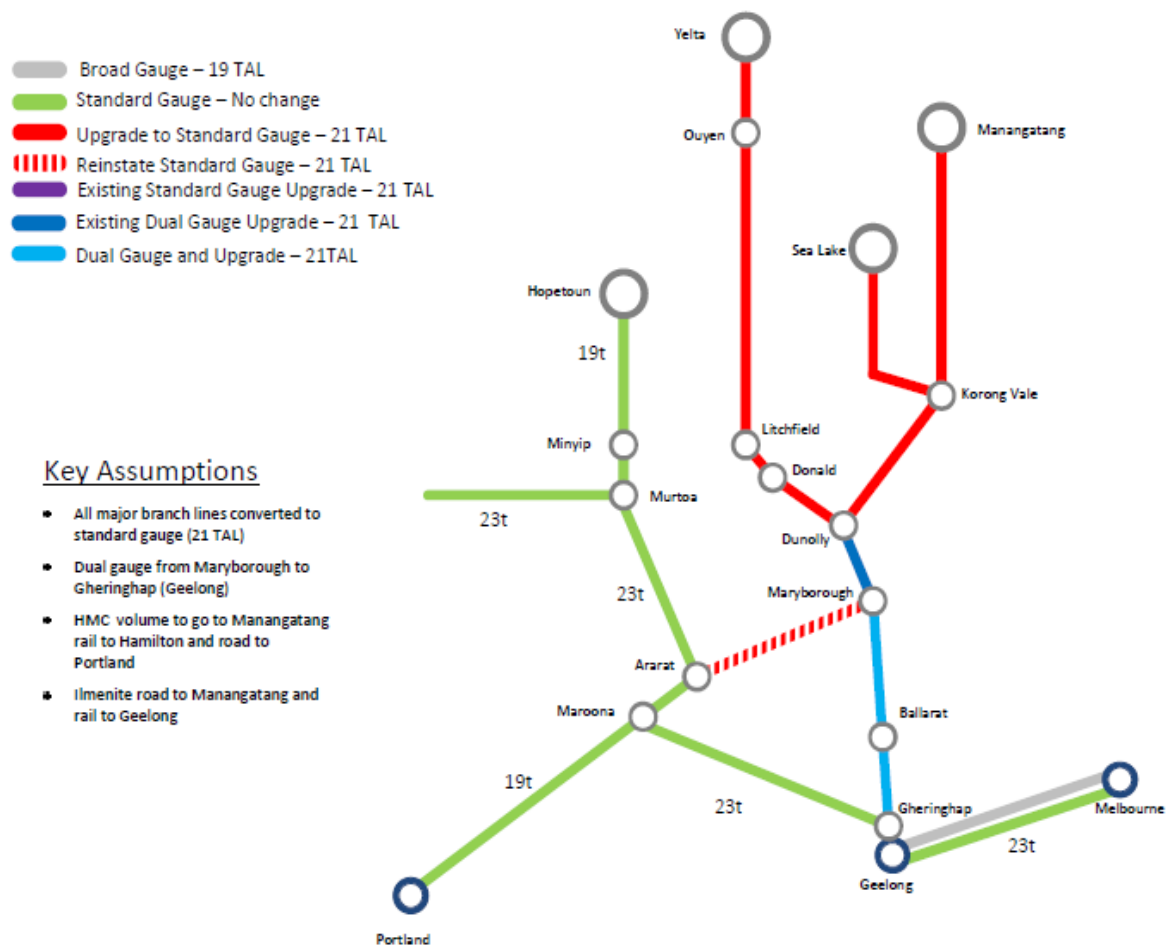 Broad Gauge – 19 TAL
Standard Gauge – No change
Upgrade to Standard Gauge – 21 TAL
Reinstate Standard Gauge – 21 TAL
Existing Standard Gauge Upgrade – 21 TAL
Existing Dual Gauge Upgrade – 21 TAL
Dual Gauge and Upgrade – 21TAL
Yelta
Ouyen
Manangatang
Sea Lake
Hopetoun
19t
Korong Vale
Litchfield
Minyip
Donald
Murtoa
23t
Dunolly
23t
Maryborough
Ararat
Maroona
Ballarat
19t
23t
Gheringhap
Melbourne
23t
Geelong
Portland
Key Assumptions
• All major branch lines converted to
standard gauge (21 TAL)
• Dual gauge from Maryborough to
Gheringhap (Geelong)
• HMC volume to go to Manangatang
rail to Hamilton and road to
Portland
• Ilmenite road to Manangatang and
rail to Geelong